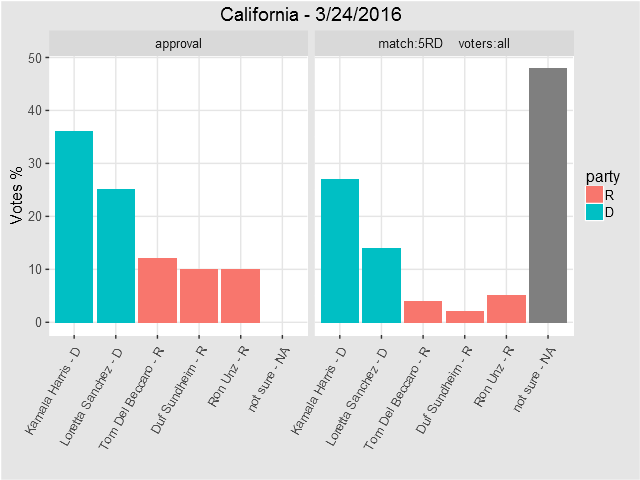 California - 3/24/2016
approval
match:5RD voters:all
Votes %
50
40
30
20
10
0
Kamala Harris - D
Loretta Sanchez - D
Tom Del Beccaro - R
Duf Sundheim - R
Ron Unz - R
not sure - NA
Kamala Harris - D
Loretta Sanchez - D
Tom Del Beccaro - R
Duf Sundheim - R
Ron Unz - R
not sure - NA
party
R
D